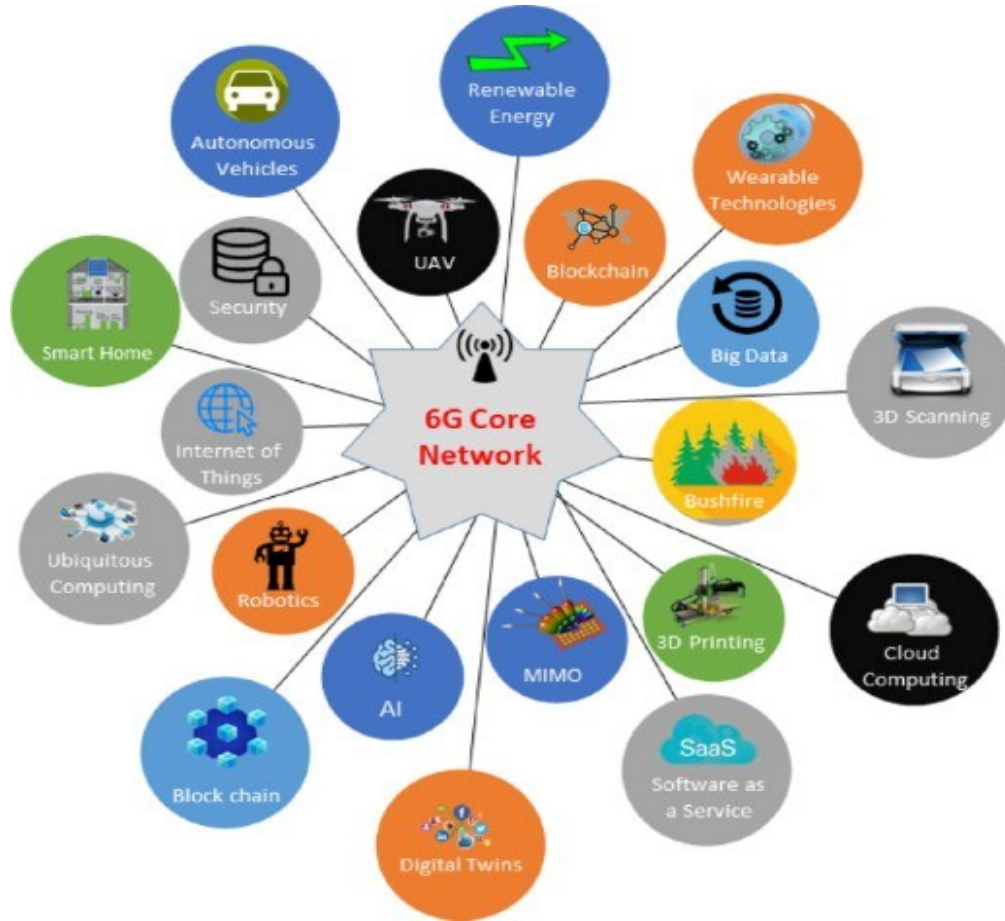 Renewable
Energy
Autonomous
Vehicles
Wearable
Technologies
UAV
Blockchain
Security
Smart Home
Big Data
3D Scanning
6G Core
Network
Internet of
Things
Bushfire
Ubiquitous
Computing
Robotics
3D Printing
Cloud
Computing
MIMO
AI
SaaS
Software as
a Service
Block chain
Digital Twins